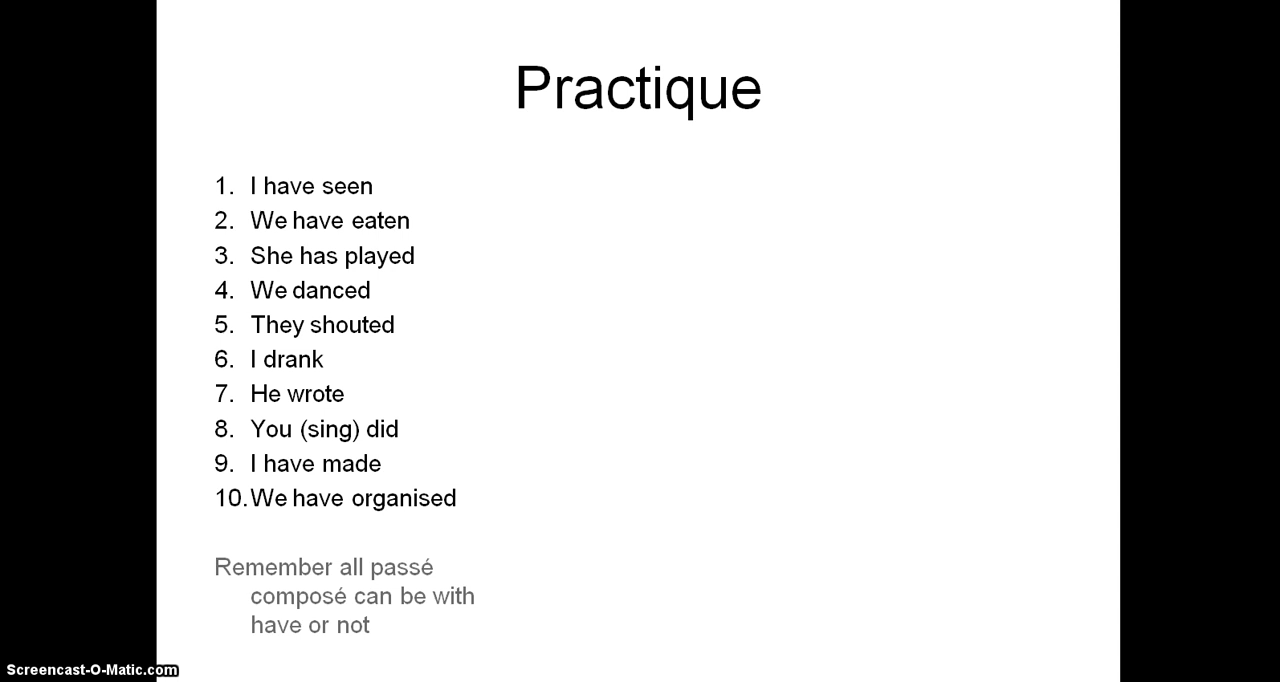 Practique
1. I have seen
2. We have eaten
3. She has played
4. We danced
5. They shouted
6. I drank
7. He wrote
8. You (sing) did
9. I have made
10. We have organised
Remember all passé
composé can be with
have or not
Screencast-O-Matic.com